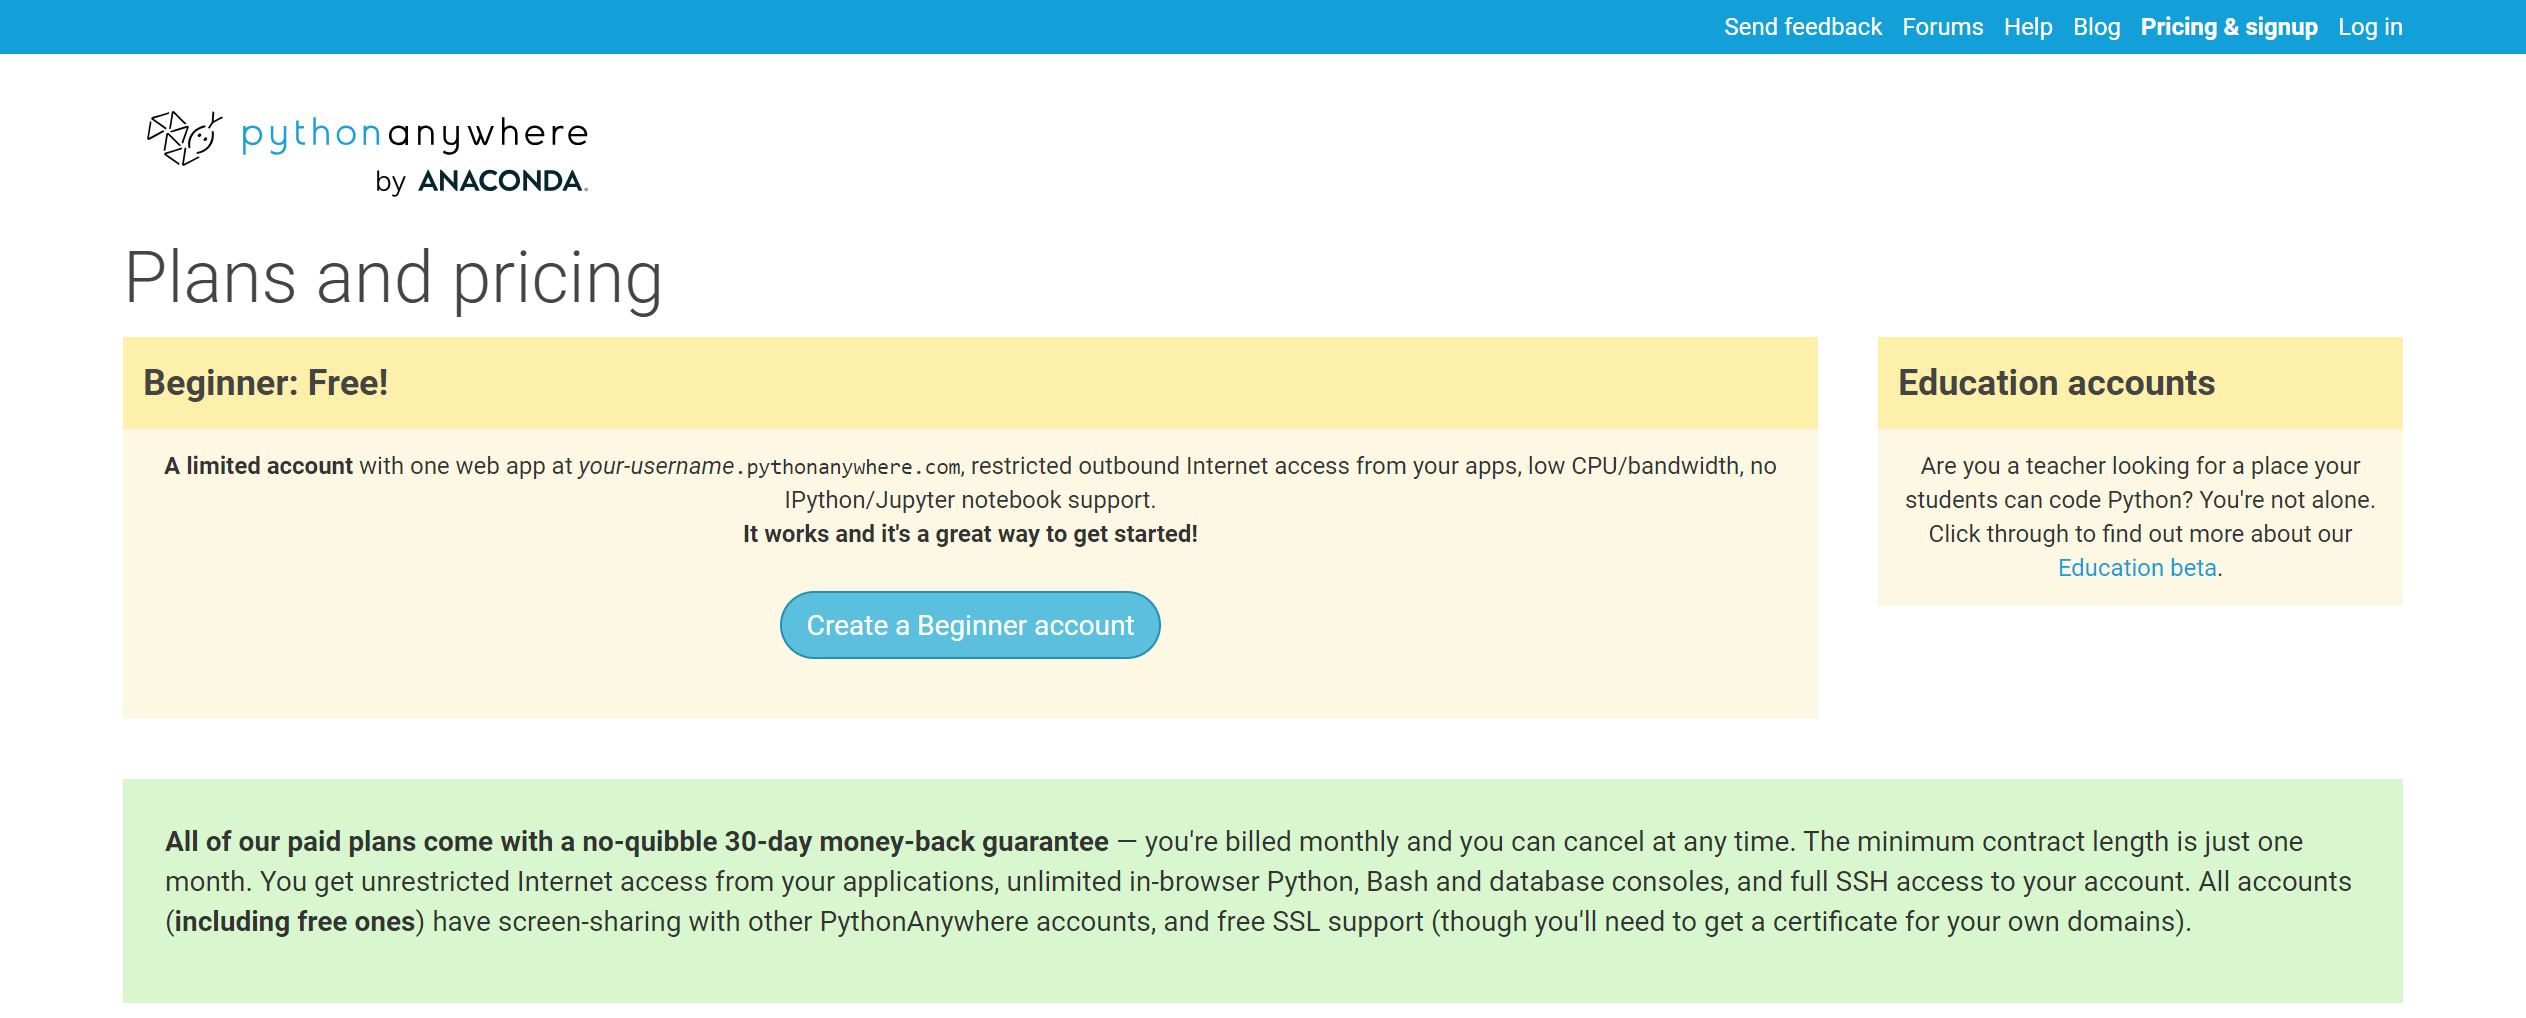 Send feedback Forums Help Blog Pricing & signup Log in
pythonanywhere
by ANACONDA.
Plans and pricing
Beginner: Free!
A limited account with one web app at your-username.pythonanywhere.com, restricted outbound Internet access from your apps, low CPU/bandwidth, no
IPython/Jupyter notebook support.
It works and it's a great way to get started!
Create a Beginner account
Education accounts
Are you a teacher looking for a place your
students can code Python? You're not alone.
Click through to find out more about our
Education beta.
All of our paid plans come with a no-quibble 30-day money-back guarantee — you're billed monthly and you can cancel at any time. The minimum contract length is just one
month. You get unrestricted Internet access from your applications, unlimited in-browser Python, Bash and database consoles, and full SSH access to your account. All accounts
(including free ones) have screen-sharing with other PythonAnywhere accounts, and free SSL support (though you'll need to get a certificate for your own domains).